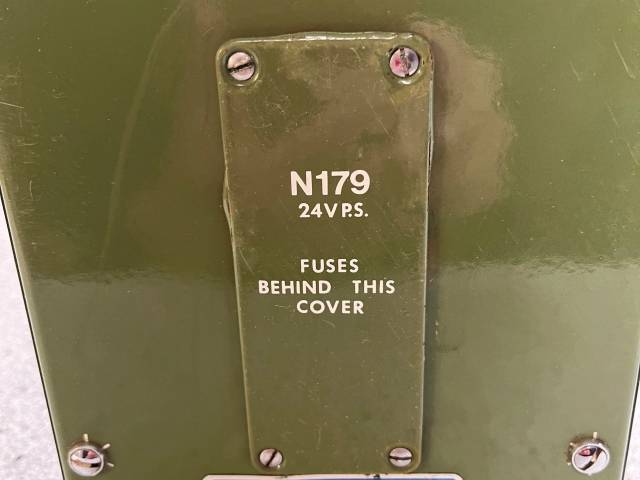 N179
24V P.S.
FUSES
BEHIND THIS
COVER